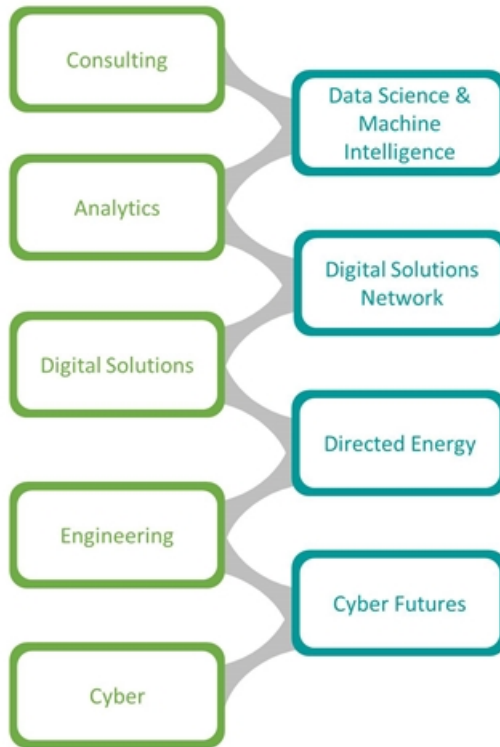 Consulting
Data Science &
Machine
Intelligence
Analytics
Digital Solutions
Network
Digital Solutions
Directed Energy
Engineering
Cyber Futures
Cyber